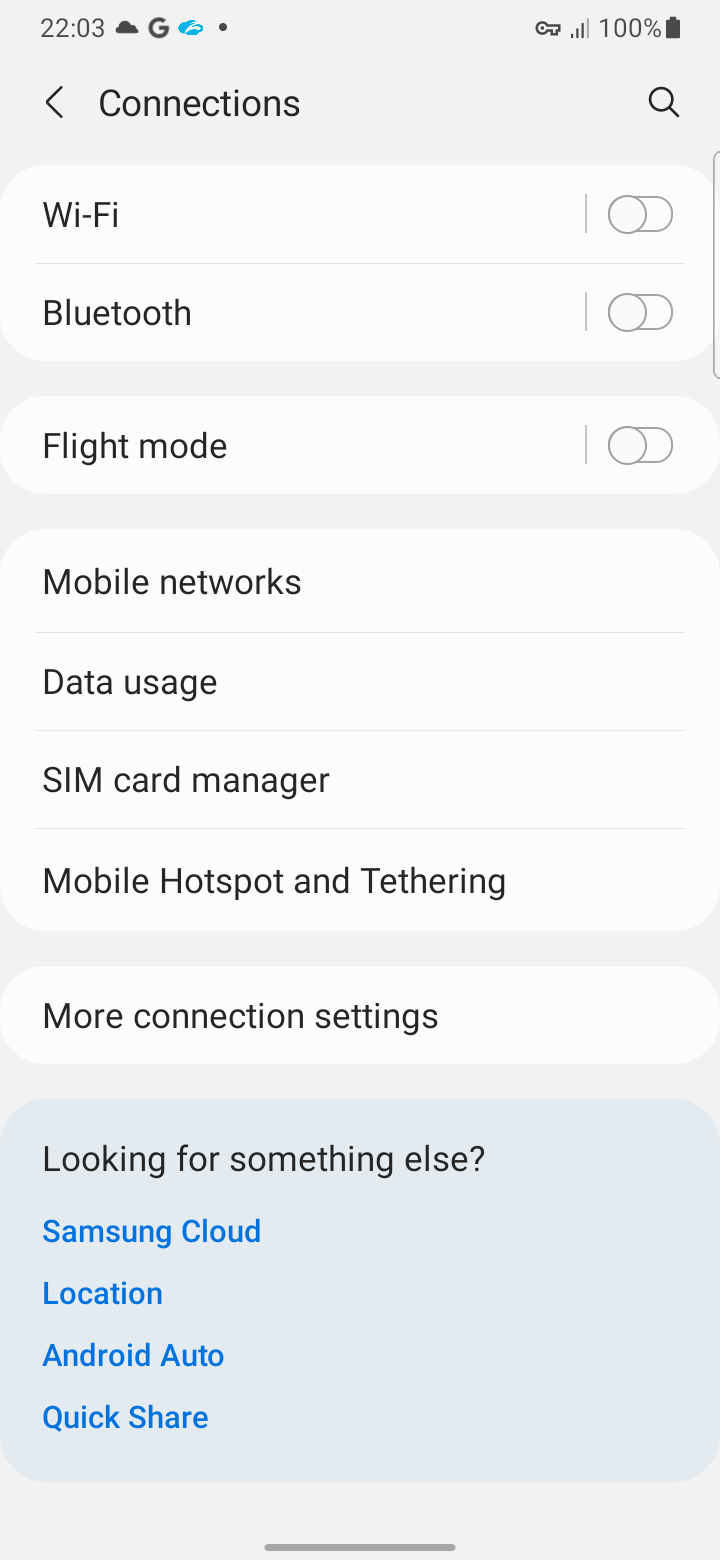 22:03 G 100%
Connections
Wi-Fi
Bluetooth
Flight mode
Mobile networks
Data usage
SIM card manager
Mobile Hotspot and Tethering
More connection settings
Looking for something else?
Samsung Cloud
Location
Android Auto
Quick Share